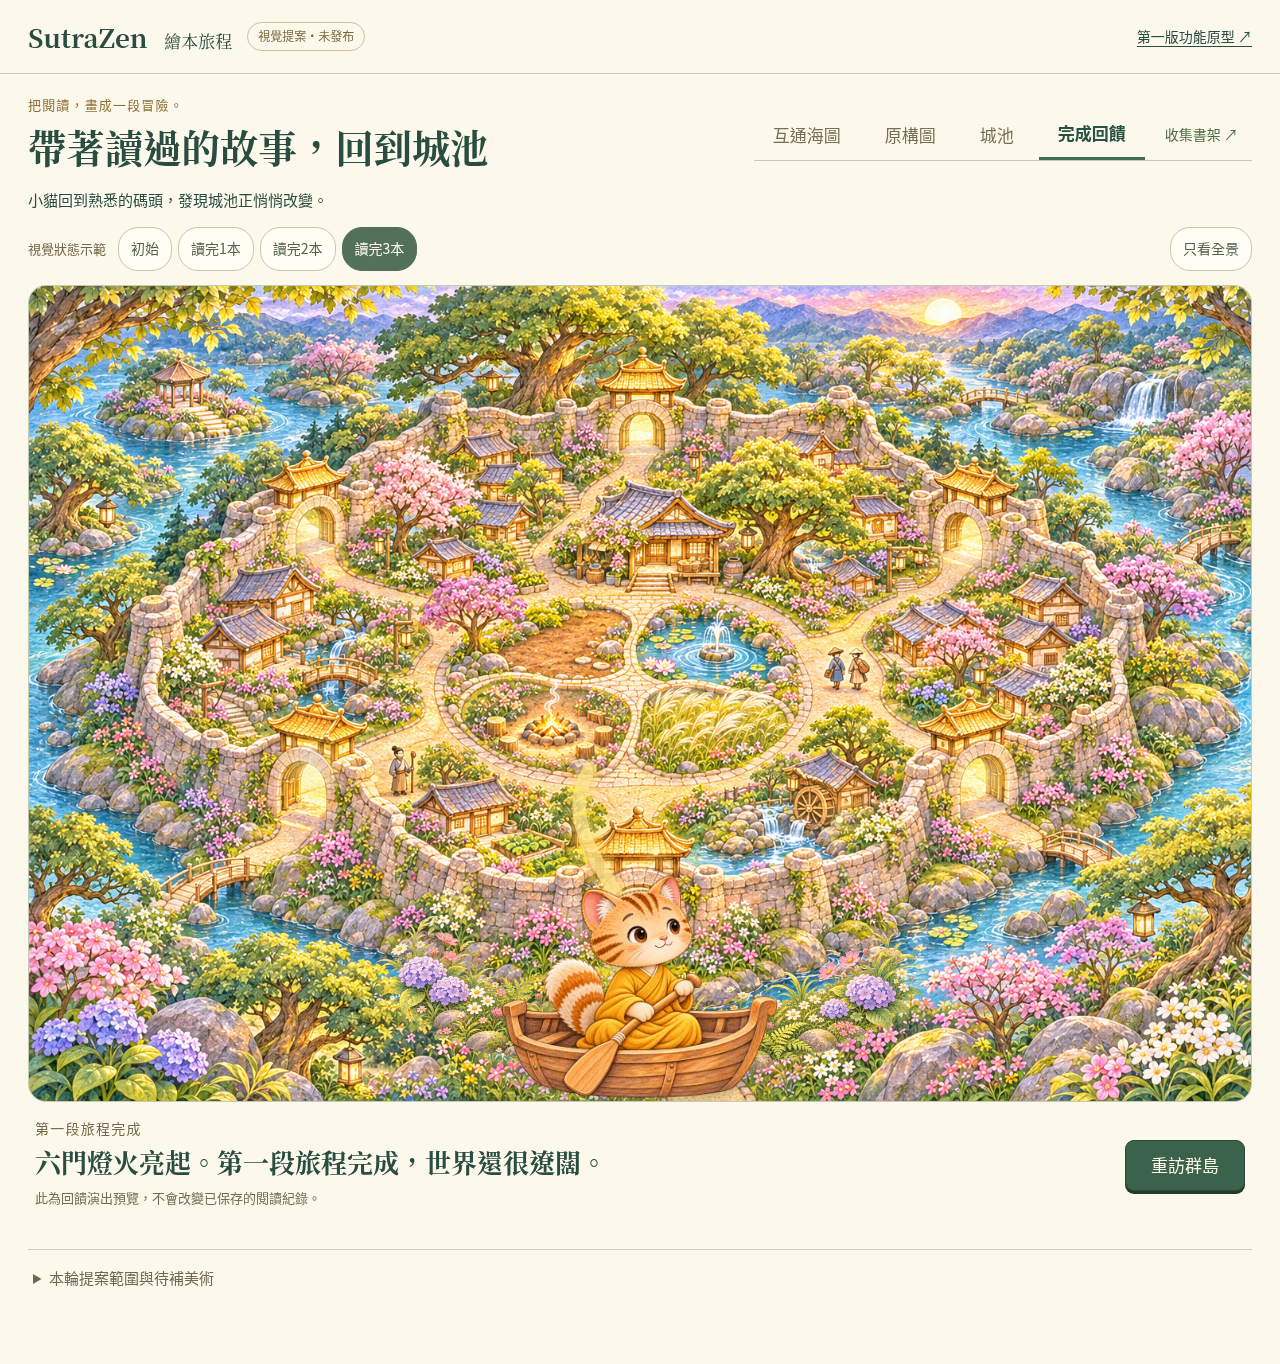 SutraZen 繪本旅程 視覺提案・未發布 第一版功能原型 ↗
把閱讀，畫成一段冒險。
帶著讀過的故事，回到城池
互通海圖 原構圖 城池 完成回饋 收集書架 ↗
小貓回到熟悉的碼頭，發現城池正悄悄改變。
視覺狀態示範 初始 讀完1本 讀完2本 讀完3本 只看全景
第一段旅程完成
六門燈火亮起。第一段旅程完成，世界還很遼闊。
此為回饋演出預覽，不會改變已保存的閱讀紀錄。
重訪群島
▶ 本輪提案範圍與待補美術